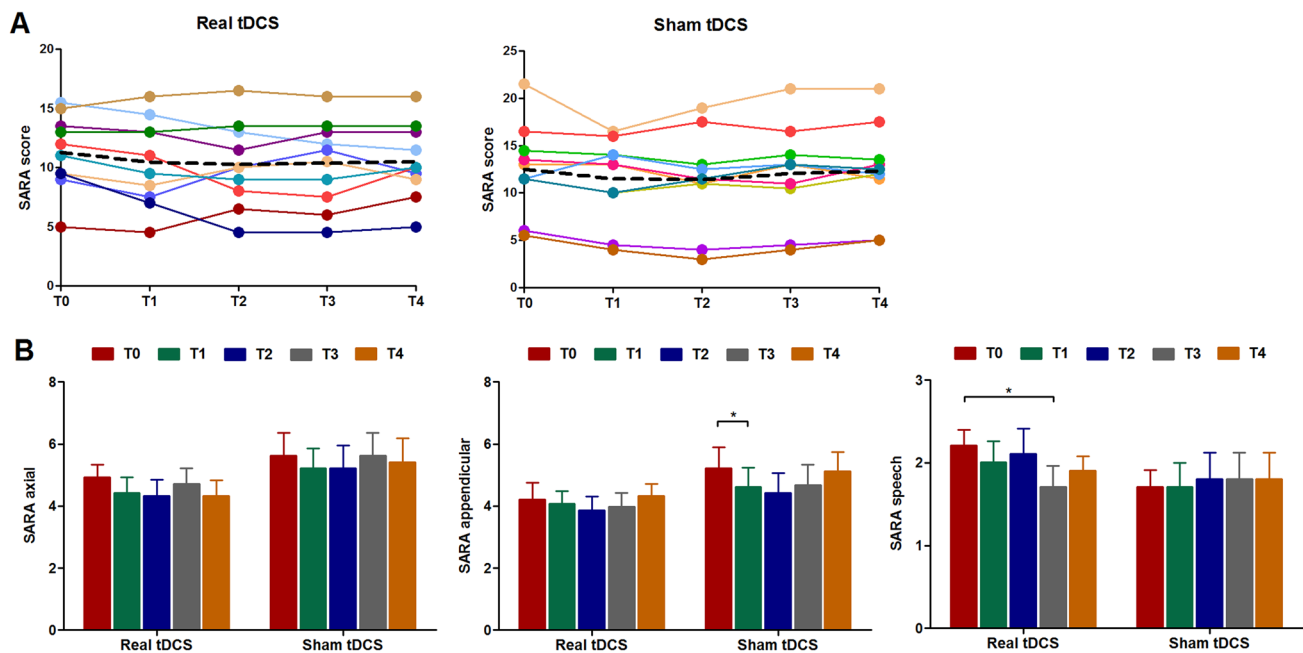 A
Real tDCS
Sham tDCS
SARA score
20
15
10
5
0
T0 T1 T2 T3 T4
SARA score
25
20
15
10
5
0
T0 T1 T2 T3 T4
B
T0 T1 T2 T3 T4
SARA axial
8
6
4
2
0
Real tDCS Sham tDCS
T0 T1 T2 T3 T4
SARA appendicular
8
6
4
2
0
*
Real tDCS Sham tDCS
T0 T1 T2 T3 T4
SARA speech
3
2
1
0
*
Real tDCS Sham tDCS